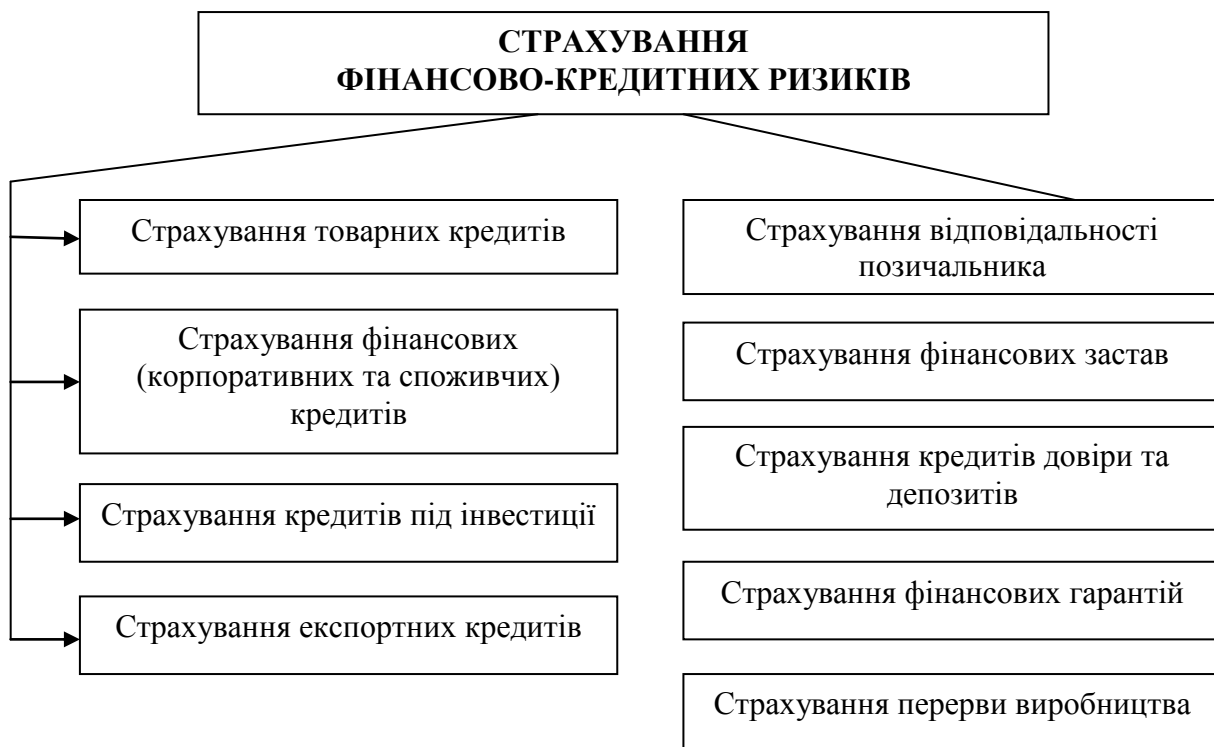 СТРАХУВАННЯ
ФІНАНСОВО-КРЕДИТНИХ РИЗИКІВ
Страхування товарних кредитів
Страхування фінансових
(корпоративних та споживчих)
кредитів
Страхування кредитів під інвестиції
Страхування експортних кредитів
Страхування відповідальності
позичальника
Страхування фінансових застав
Страхування кредитів довіри та
депозитів
Страхування фінансових гарантій
Страхування перерви виробництва